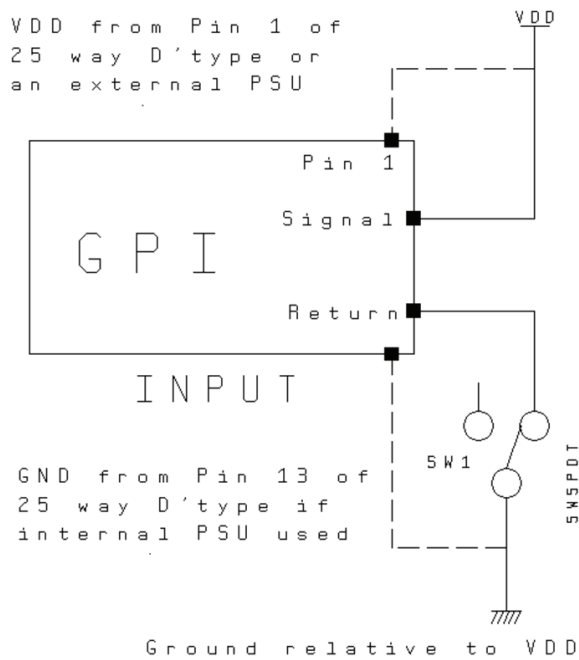 VDD from Pin 1 of
25 way D'type or
an external PSU
VDD
Pin 1
Signal
GPI
Return
INPUT
SW1
SWSPDT
GND from Pin 13 of
25 way D'type if
internal PSU used
Ground relative to VDD